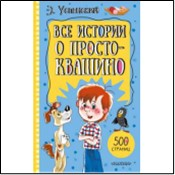 Э. Успенский
ВСЕ ИСТОРИИ
О ПРОСТО-
КВАШИНО
500
СТРАНИЦ